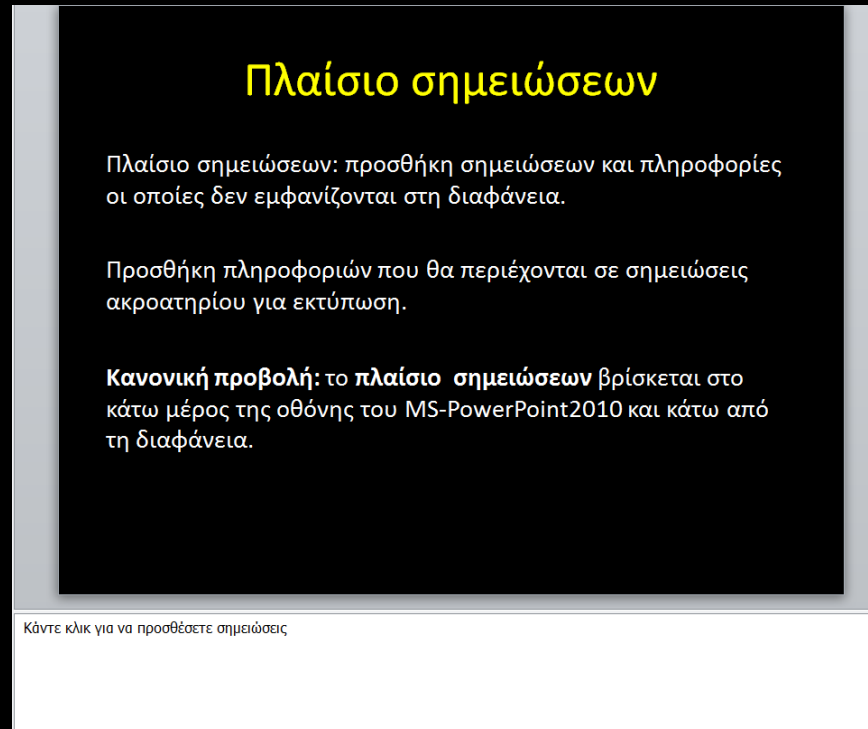 Πλαίσιο σημειώσεων
Πλαίσιο σημειώσεων: προσθήκη σημειώσεων και πληροφορίες
οι οποίες δεν εμφανίζονται στη διαφάνεια.
Προσθήκη πληροφοριών που θα περιέχονται σε σημειώσεις
ακροατηρίου για εκτύπωση.
Κανονική προβολή: το πλαίσιο  σημειώσεων βρίσκεται στο
κάτω μέρος της οθόνης του MS-PowerPoint2010 και κάτω από
τη διαφάνεια.
Κάντε κλικ για να προσθέσετε σημειώσεις